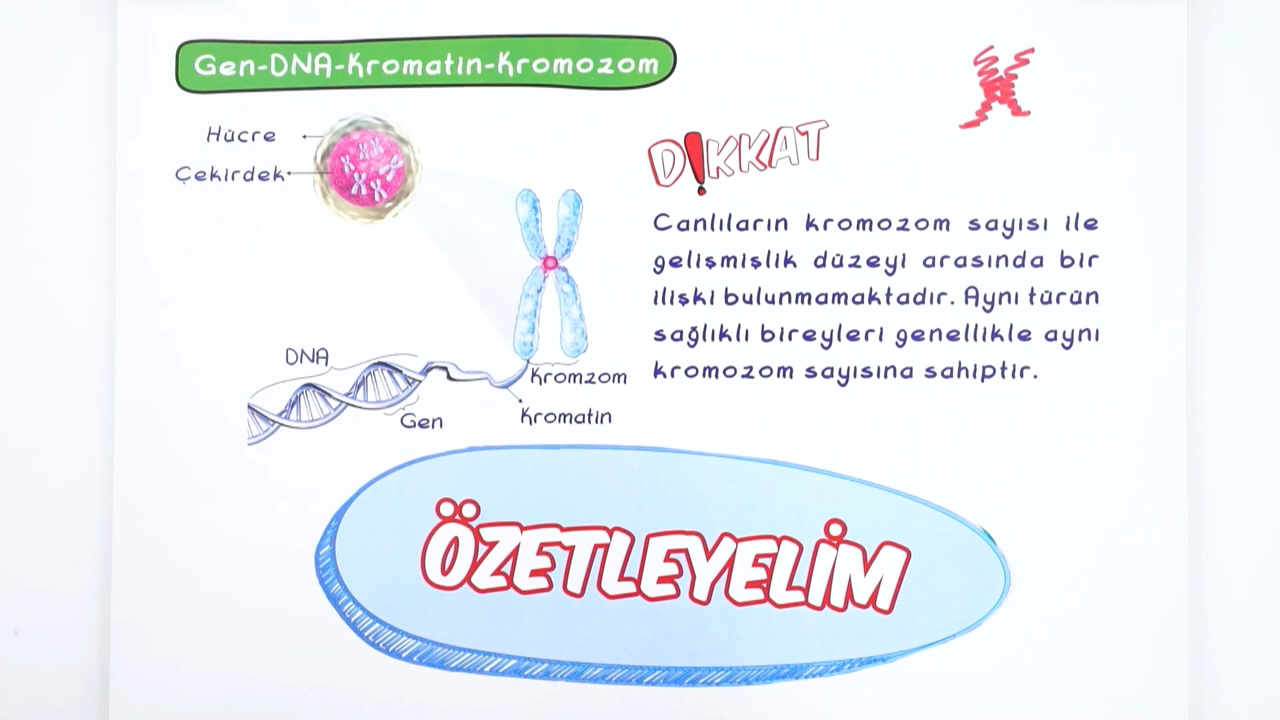 Gen-DNA-Kromatin-Kromozom
Hücre
Çekirdek
DİKKAT
Canlıların kromozom sayısı ile
gelişmişlik düzeyi arasında bir
ilişki bulunmamaktadır. Aynı türün
sağlıklı bireyleri genellikle aynı
kromozom sayısına sahiptir.
DNA
Kromzom
Gen
Kromatin
ÖZETLEYELİM